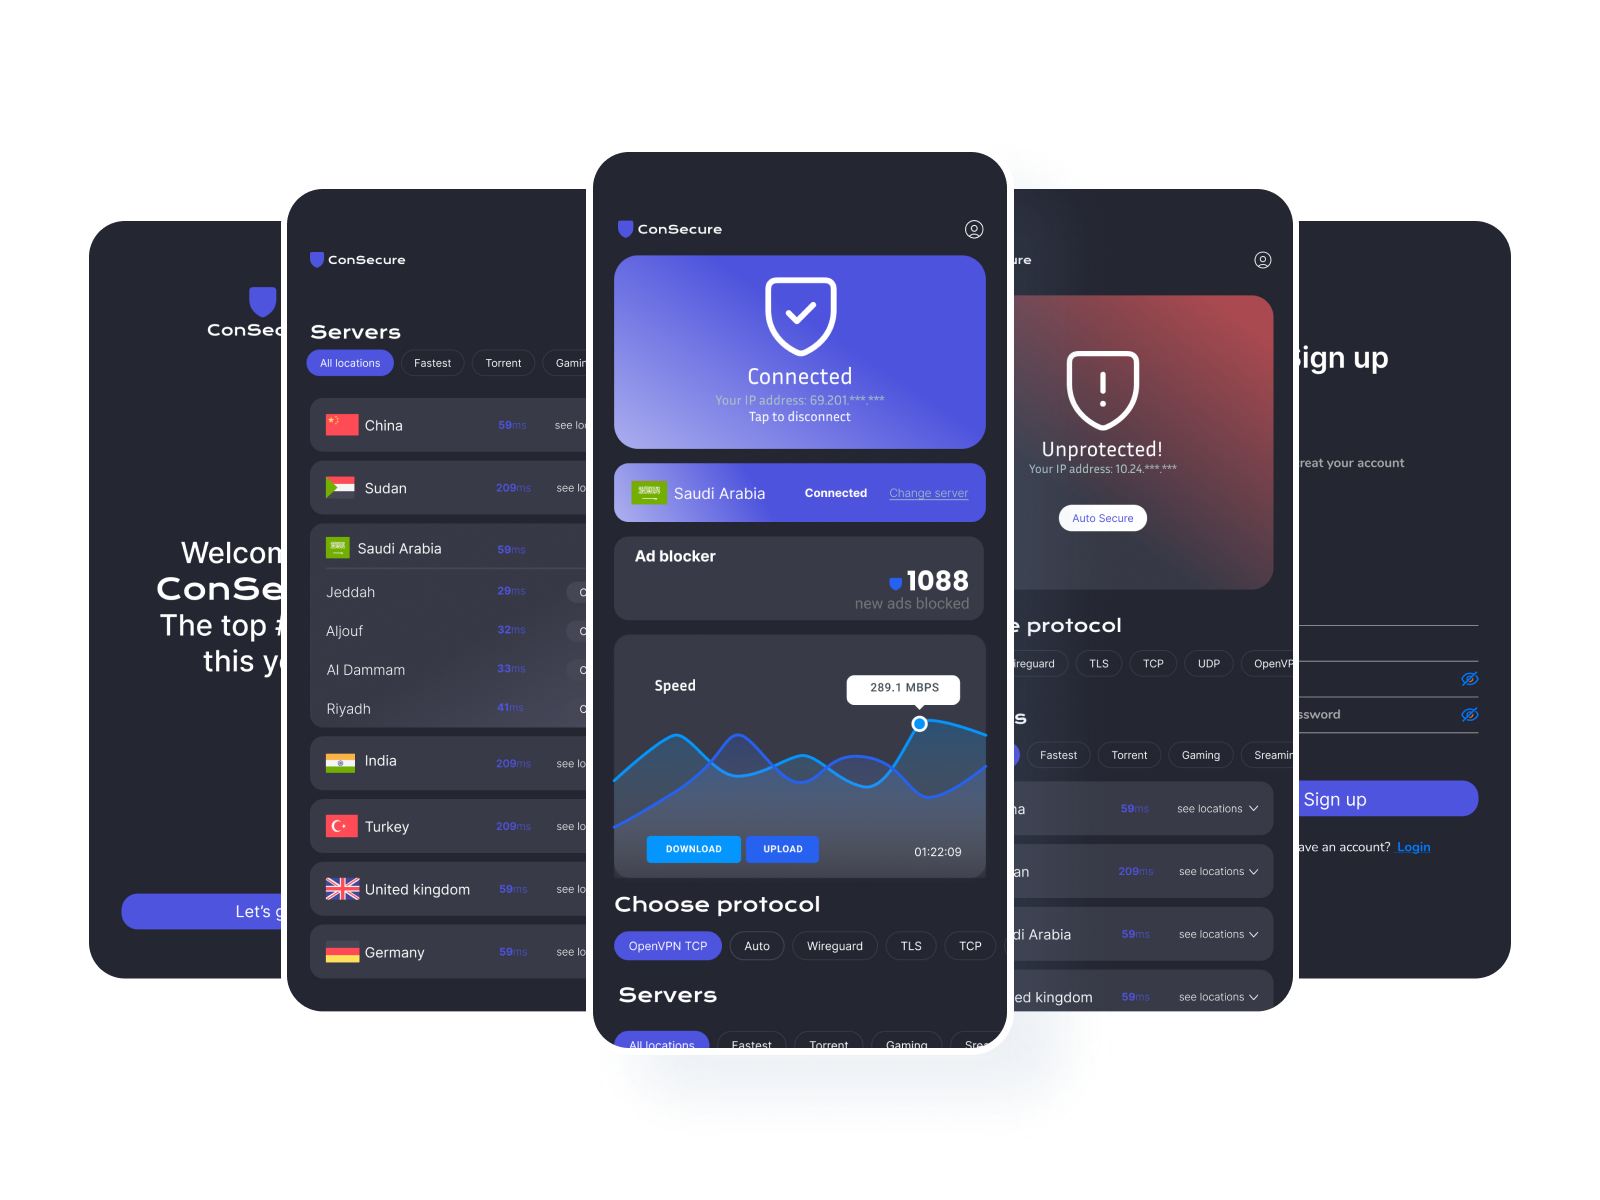 ConSec
Welcom
ConSe
The top #
this y
Let's g
ConSecure
Servers
All locations
Fastest
Torrent
Gamin
China
59ms
see lo
Sudan
209ms
see lo
Saudi Arabia
59ms
Jeddah
29ms
Aljouf
32ms
Al Dammam
33ms
Riyadh
41ms
India
209ms
see lo
Turkey
209ms
see lo
United kingdom
59ms
see lo
Germany
59ms
see lo
ConSecure
Connected
Your IP address: 69.201.***.***
Tap to disconnect
Saudi Arabia
Connected
Change server
Ad blocker
1088
new ads blocked
Speed
289.1 MBPS
DOWNLOAD
UPLOAD
01:22:09
Choose protocol
OpenVPN TCP
Auto
Wireguard
TLS
TCP
Servers
All locations
Fastest
Torrent
Gaming
Srea
ure
Unprotected!
Your IP address: 10.24.***.***
Auto Secure
e protocol
ireguard
TLS
TCP
UDP
OpenVP
s
Fastest
Torrent
Gaming
Sreamin
na
59ms
see locations
an
209ms
see locations
di Arabia
59ms
see locations
ed kingdom
59ms
see locations
Sign up
reat your account
ssword
Sign up
ave an account? Login